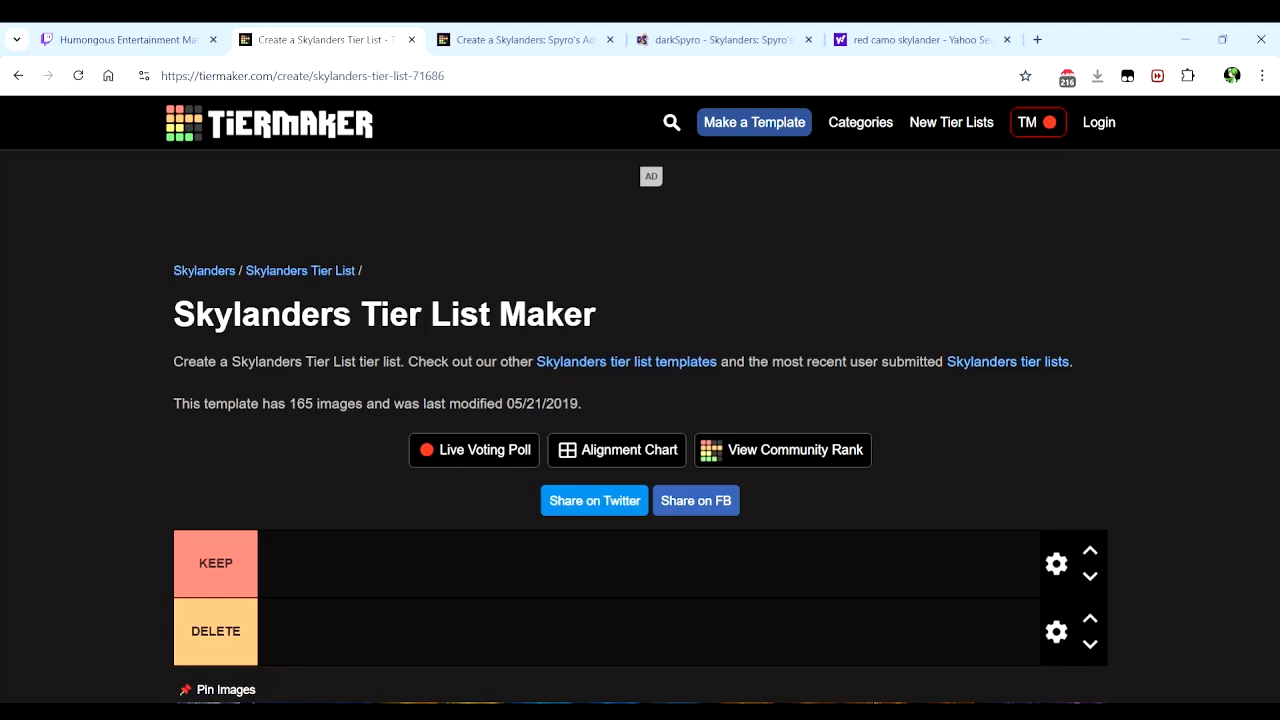 Humongous Entertainment Ma
Create a Skylanders Tier List - T
Create a Skylanders: Spyro's Ad
darkSpyro - Skylanders: Spyro's
red camo skylander - Yahoo Se
https://tiermaker.com/create/skylanders-tier-list-71686
216
TiERMAKER
Make a Template
Categories
New Tier Lists
TM
Login
AD
Skylanders / Skylanders Tier List /
Skylanders Tier List Maker
Create a Skylanders Tier List tier list. Check out our other Skylanders tier list templates and the most recent user submitted Skylanders tier lists.
This template has 165 images and was last modified 05/21/2019.
Live Voting Poll
Alignment Chart
View Community Rank
Share on Twitter
Share on FB
KEEP
DELETE
Pin Images